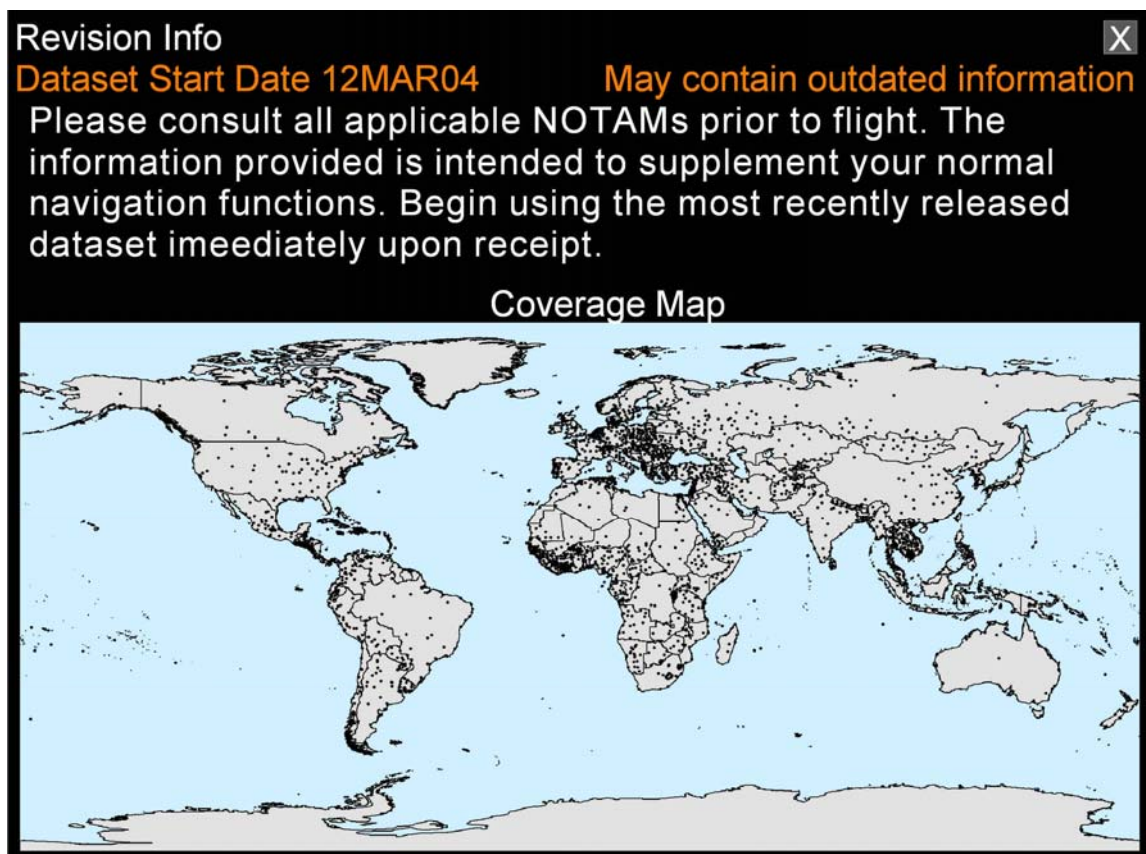 Revision Info
X
Dataset Start Date 12MAR04
May contain outdated information
Please consult all applicable NOTAMs prior to flight. The
information provided is intended to supplement your normal
navigation functions. Begin using the most recently released
dataset imeediately upon receipt.
Coverage Map